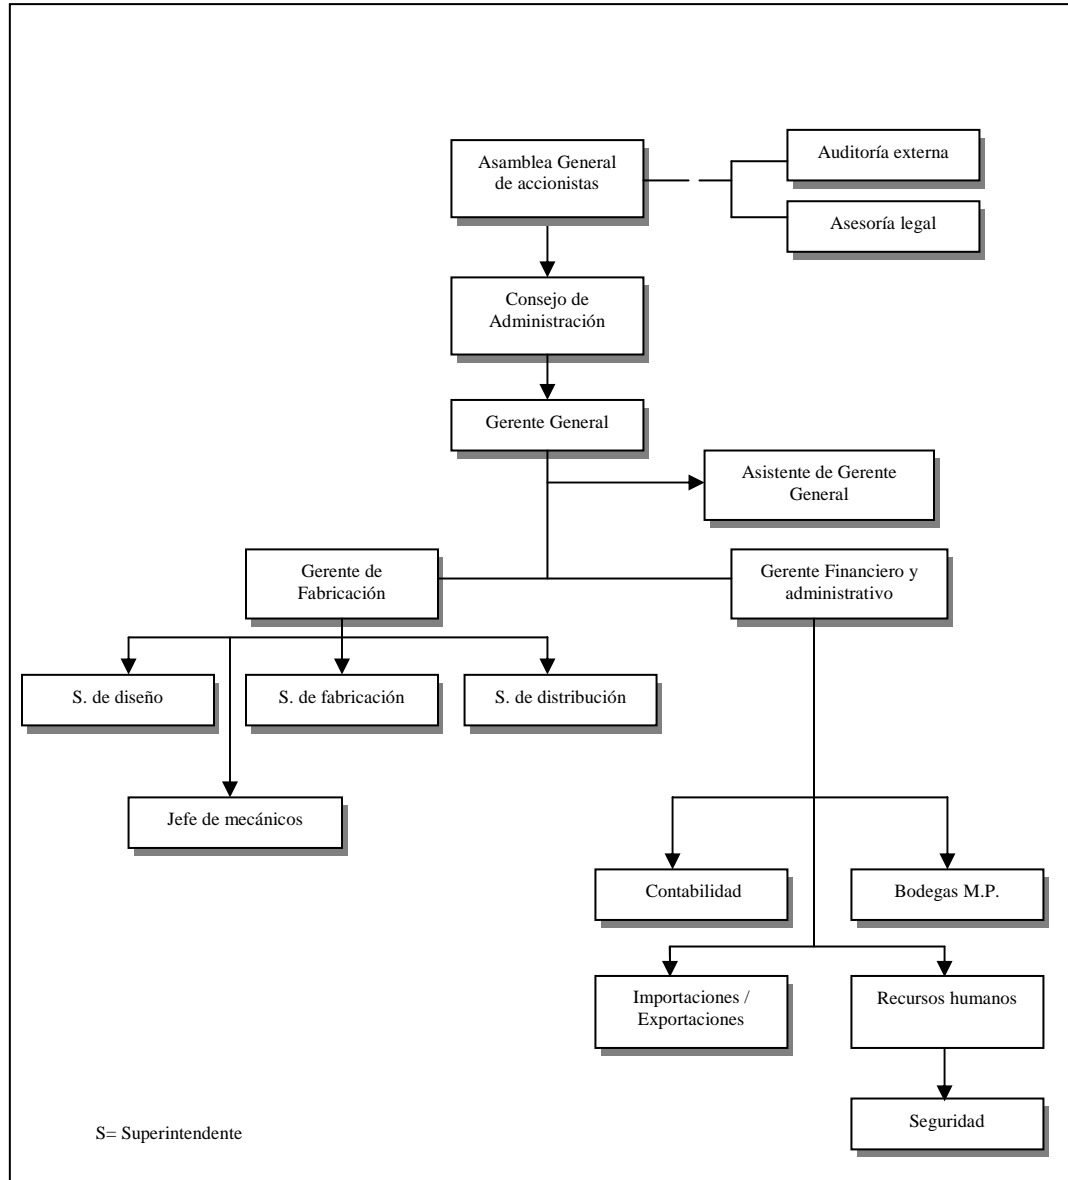 Asamblea General
de accionistas
Auditoría externa
Asesoría legal
Consejo de
Administración
Gerente General
Asistente de Gerente
General
Gerente de
Fabricación
Gerente Financiero y
administrativo
S. de diseño
S. de fabricación
S. de distribución
Jefe de mecánicos
Contabilidad
Bodegas M.P.
Importaciones /
Exportaciones
Recursos humanos
Seguridad
S= Superintendente